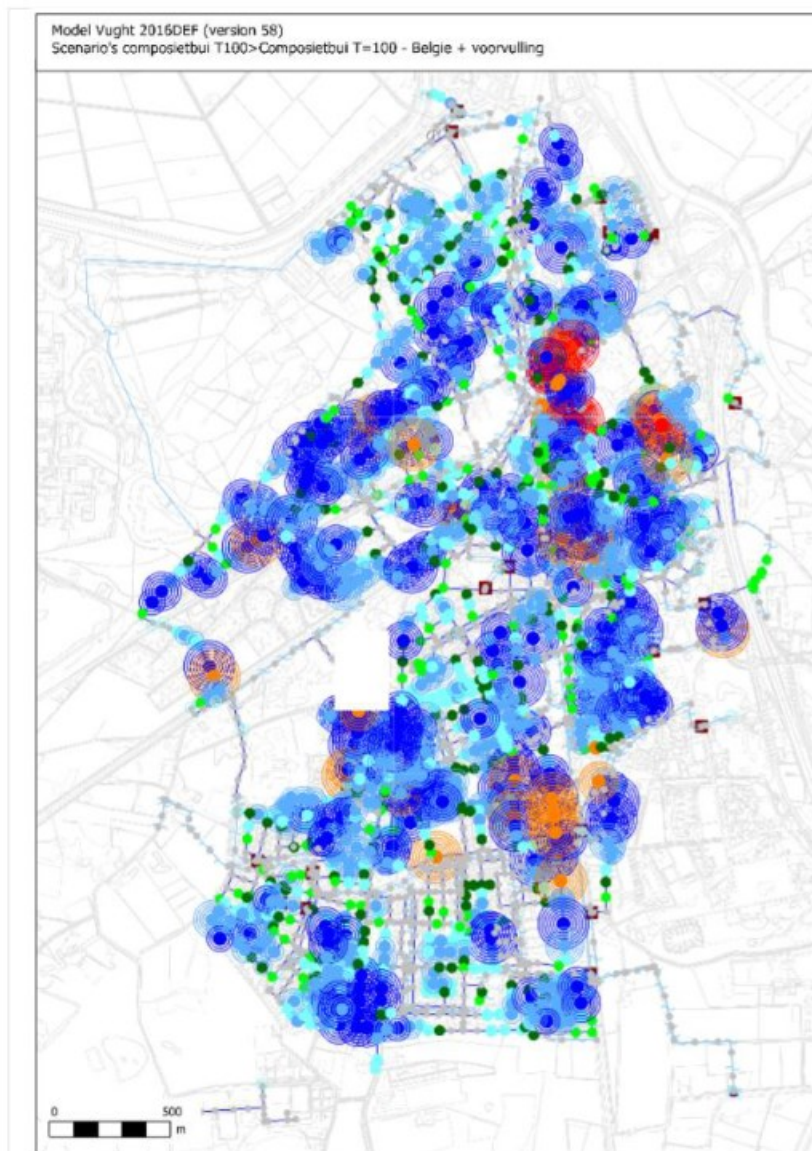 Model Vught 2016DEF (version 58)
Scenario's composietbui T100>Composietbui T=100 - Belgie + voorvulling
0 500
m